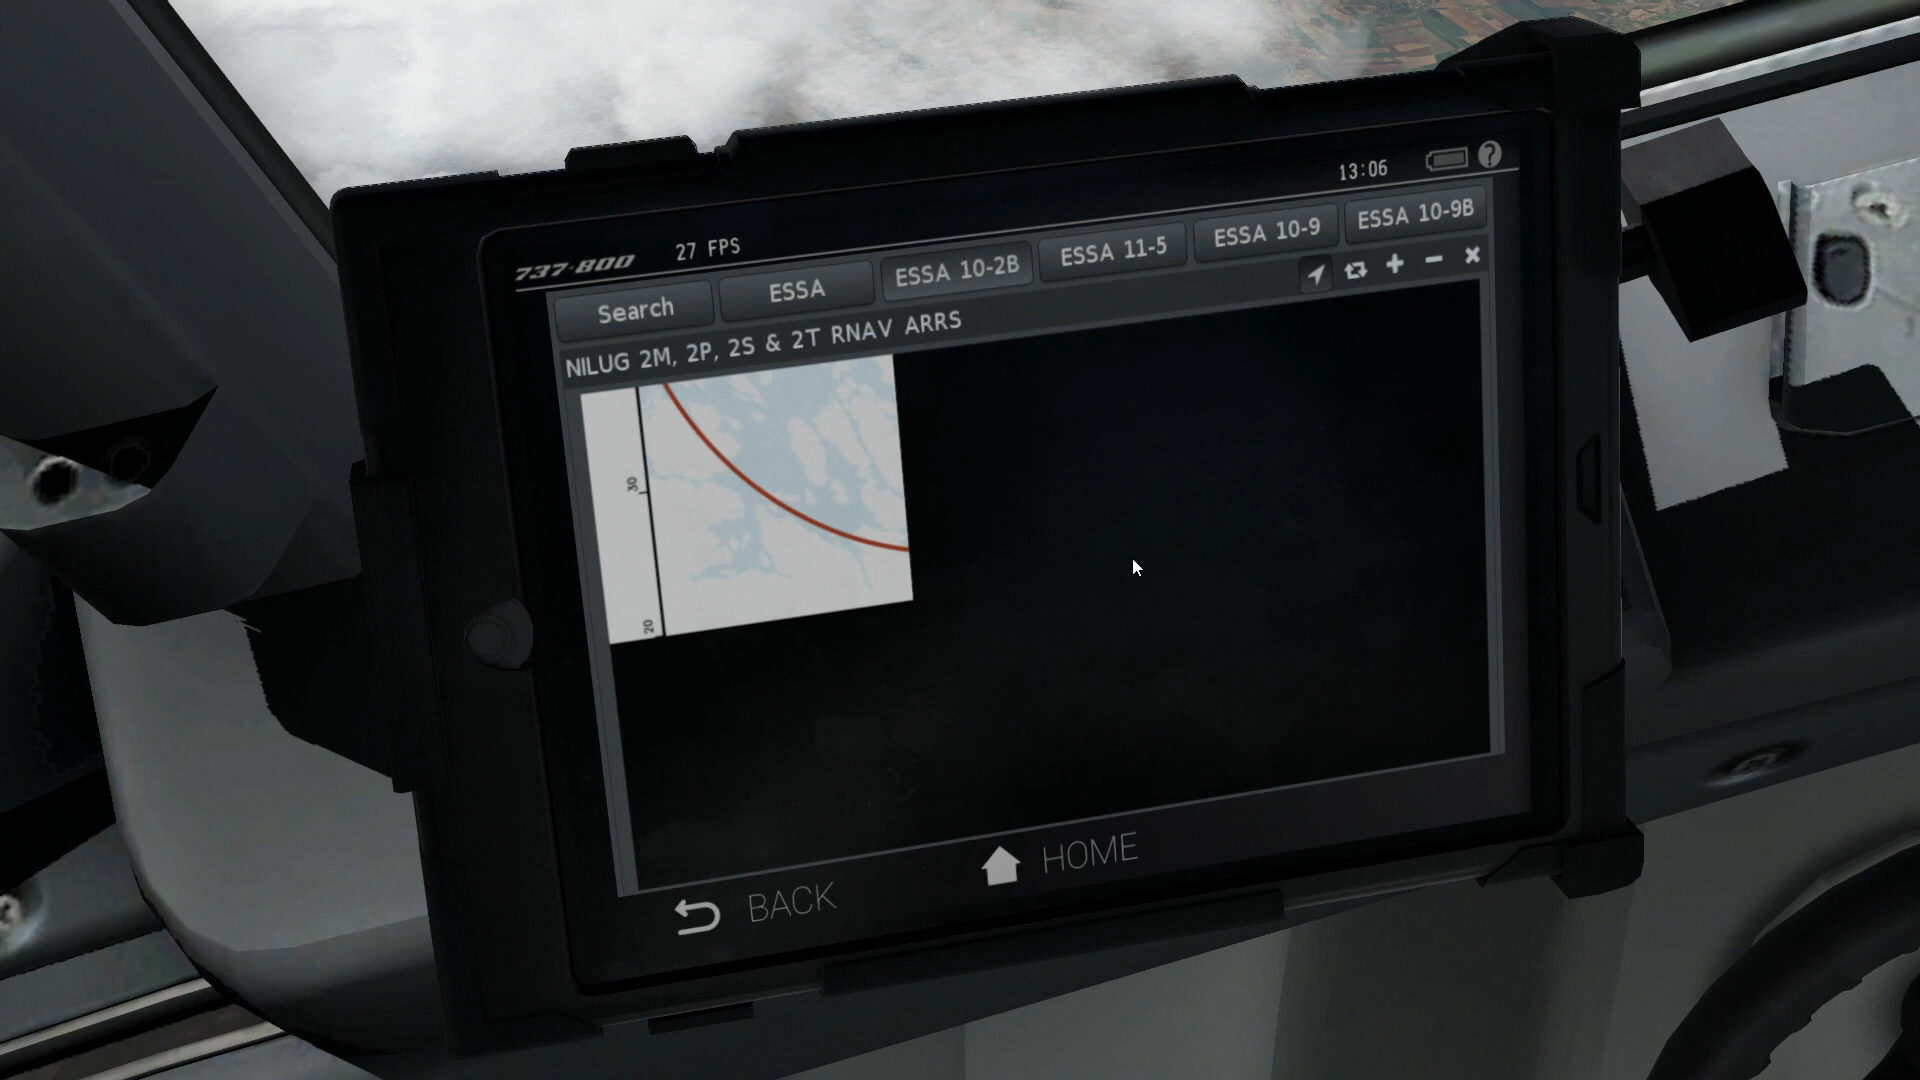 737-800
27 FPS
13:06
?
Search
ESSA
ESSA 10-2B
ESSA 11-5
ESSA 10-9
ESSA 10-9B
NILUG 2M, 2P, 2S & 2T RNAV ARRS
30
20
BACK
HOME